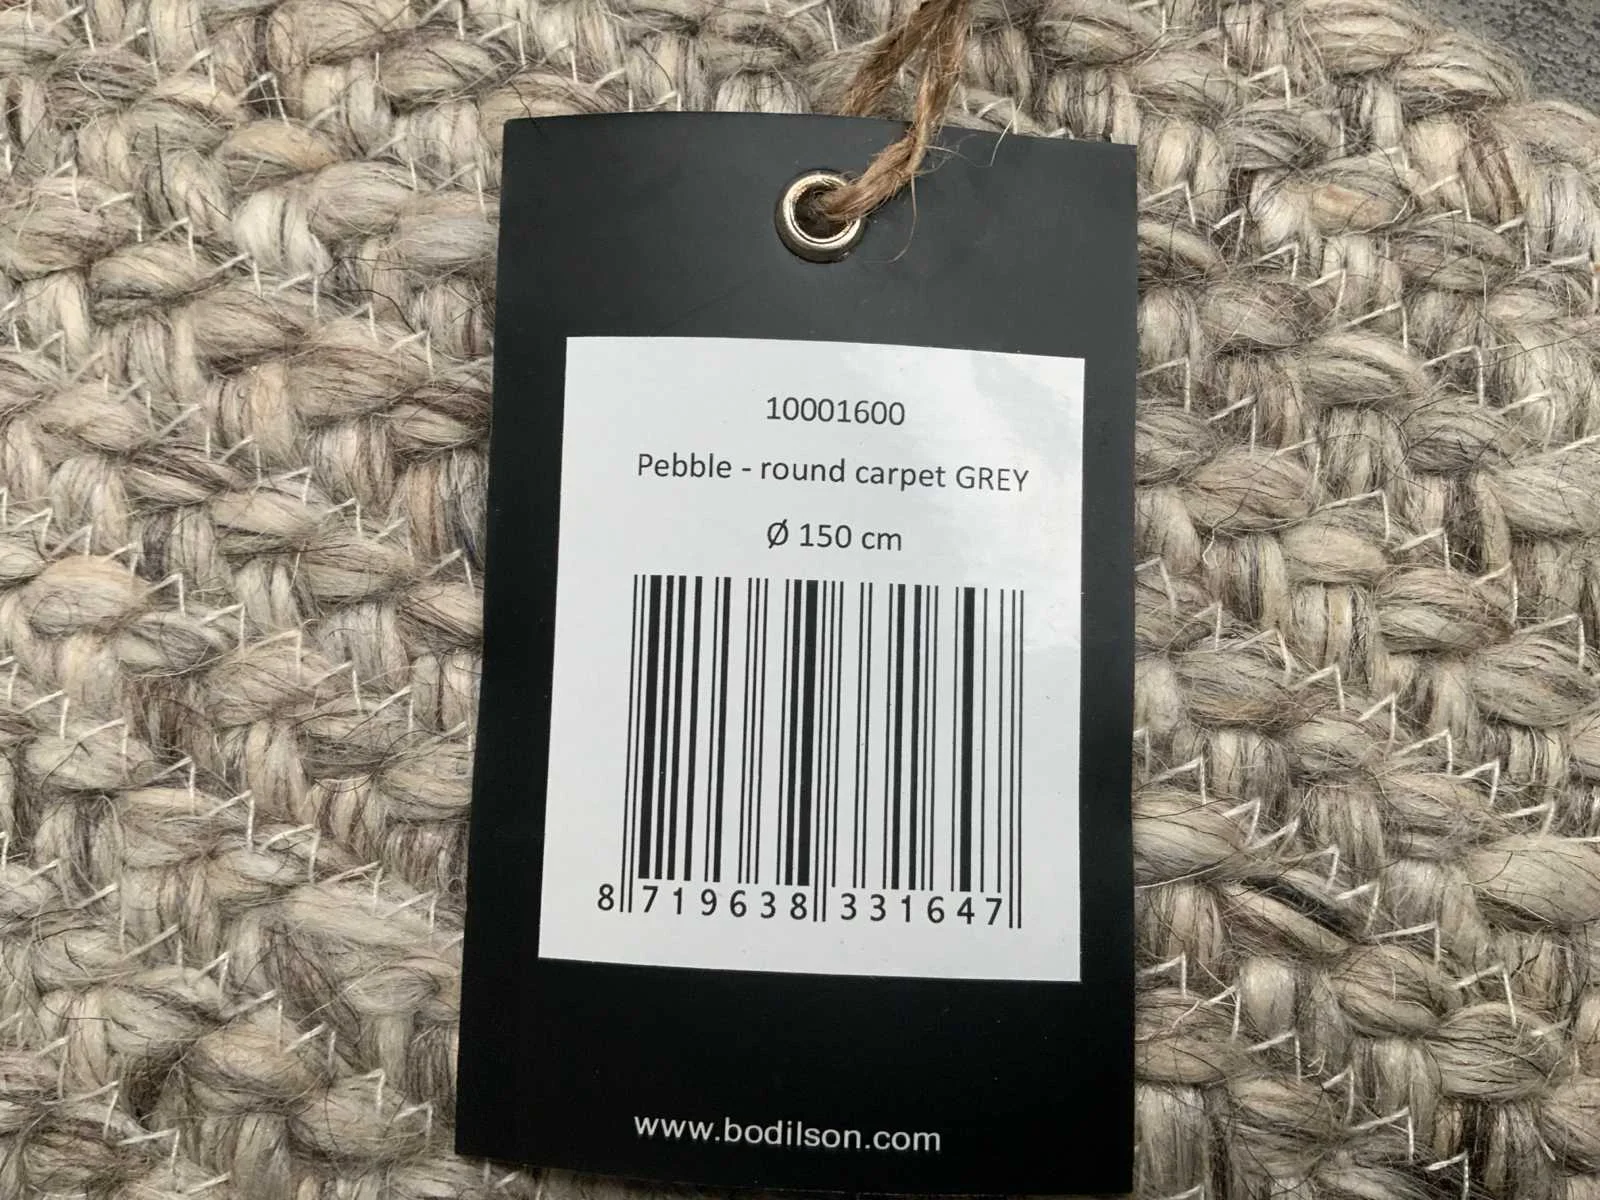 10001600
Pebble - round carpet GREY
Ø 150 cm
8 719638 331647
www.bodilson.com